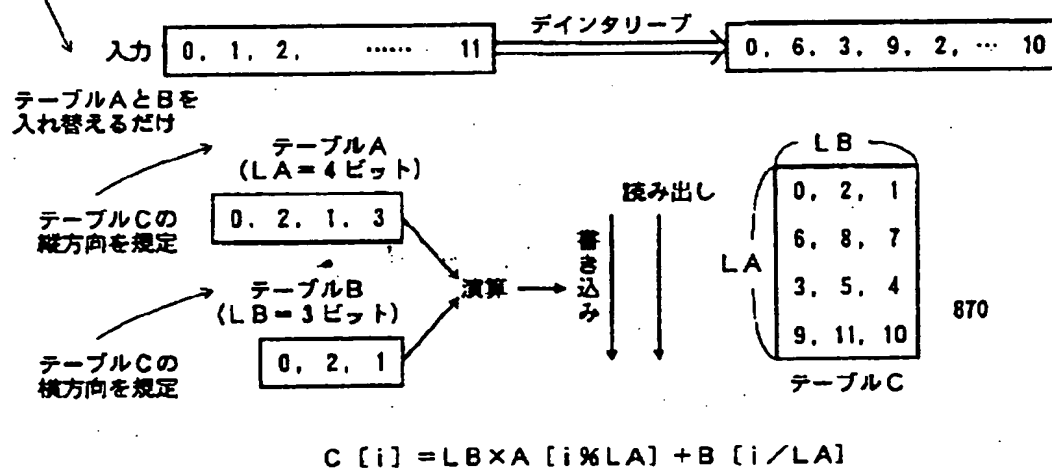 デインタリーブ
入力 0, 1, 2, …… 11
0, 6, 3, 9, 2, … 10
テーブルAとBを
入れ替えるだけ
テーブルA
(LA=4ビット)
0, 2, 1, 3
テーブルCの
縦方向を規定
テーブルB
(LB=3ビット)
0, 2, 1
テーブルCの
横方向を規定
演算
書き込み
読み出し
LB
LA
0, 2, 1
6, 8, 7
3, 5, 4
9, 11, 10
テーブルC
870
C [i] =LB×A [i%LA] +B [i/LA]